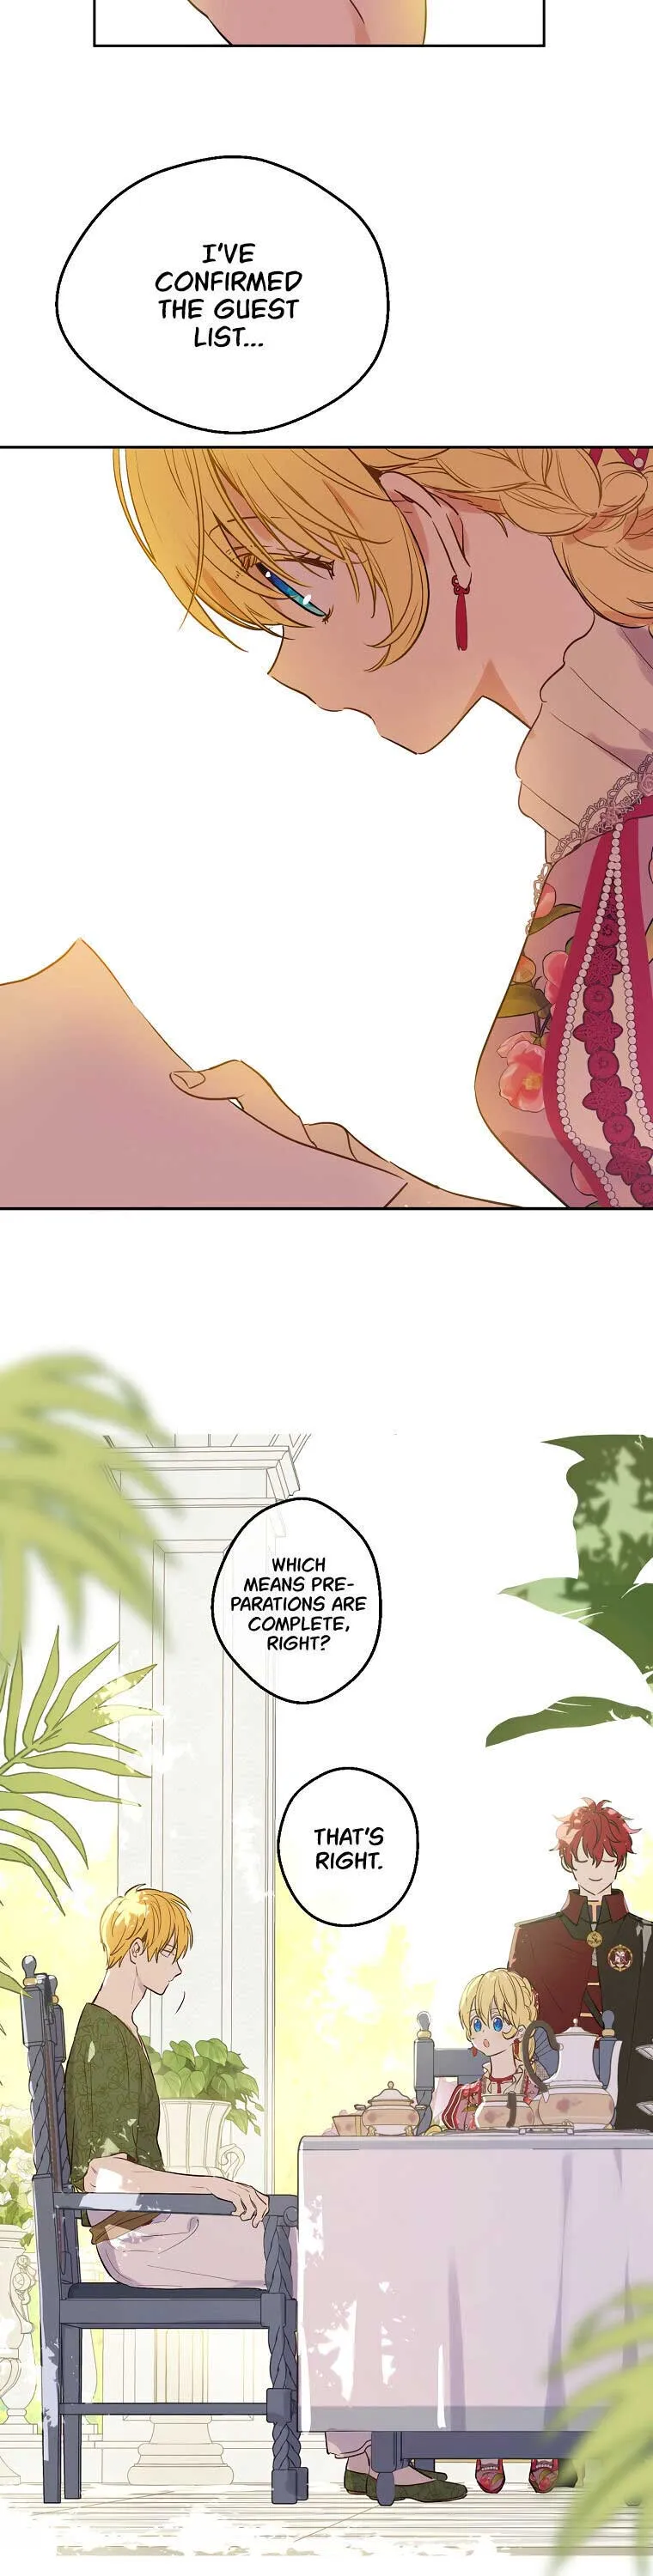 I'VE
CONFIRMED
THE GUEST
LIST...
WHICH
MEANS PRE-
PARATIONS ARE
COMPLETE,
RIGHT?
THAT'S
RIGHT.